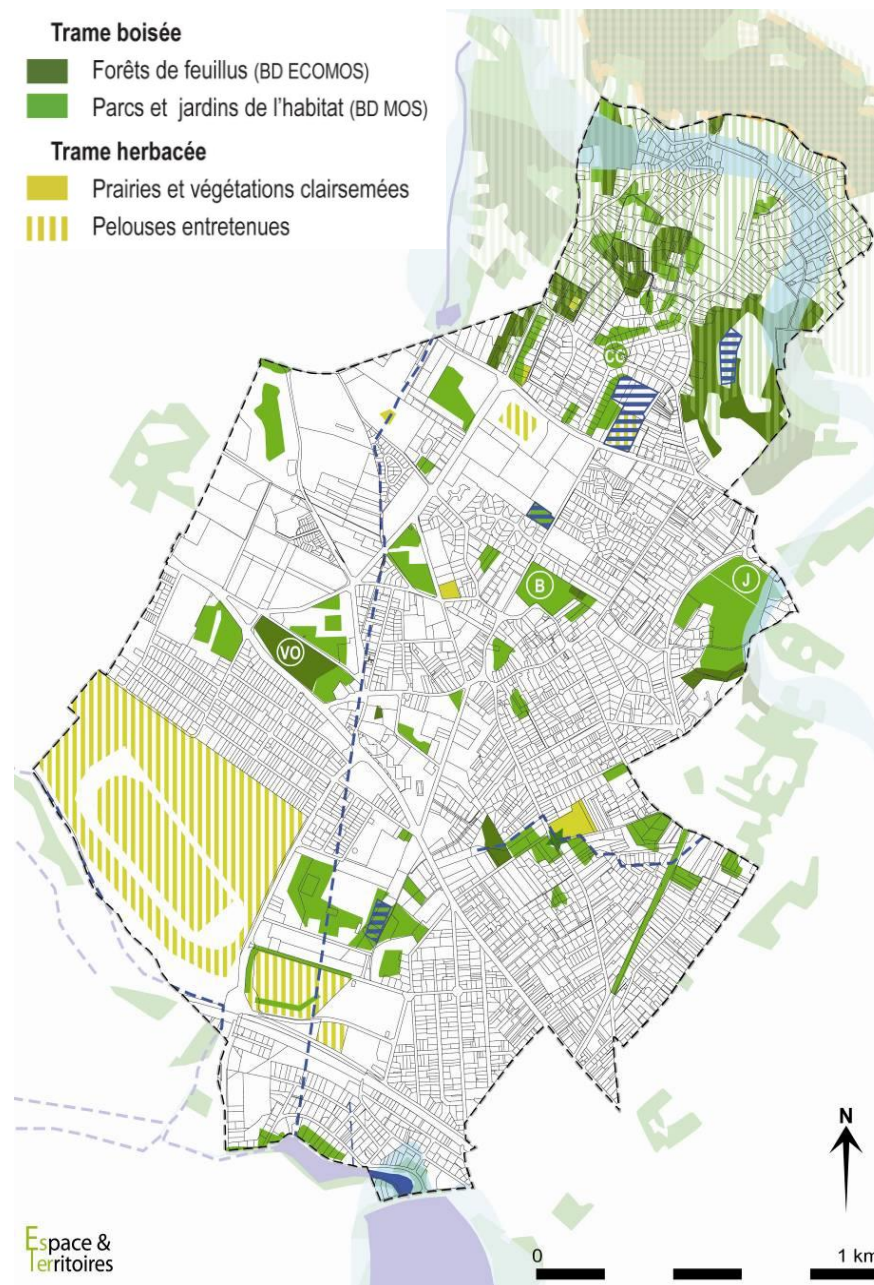 Trame boisée
Forêts de feuillus (BD ECOMOS)
Parcs et jardins de l'habitat (BD MOS)
Trame herbacée
Prairies et végétations clairsemées
Pelouses entretenues
CC
B
J
VO
N
Espace &
Territoires
0 1 km